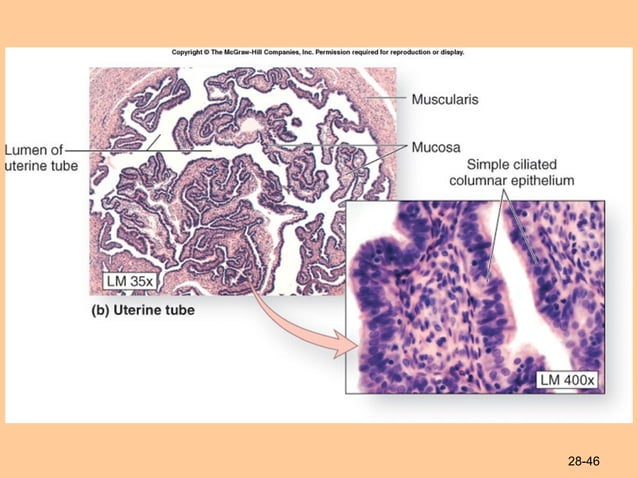 Copyright © The McGraw-Hill Companies, Inc. Permission required for reproduction or display.
Muscularis
Lumen of
uterine tube
Mucosa
Simple ciliated
columnar epithelium
LM 35x
(b) Uterine tube
LM 400x
28-46